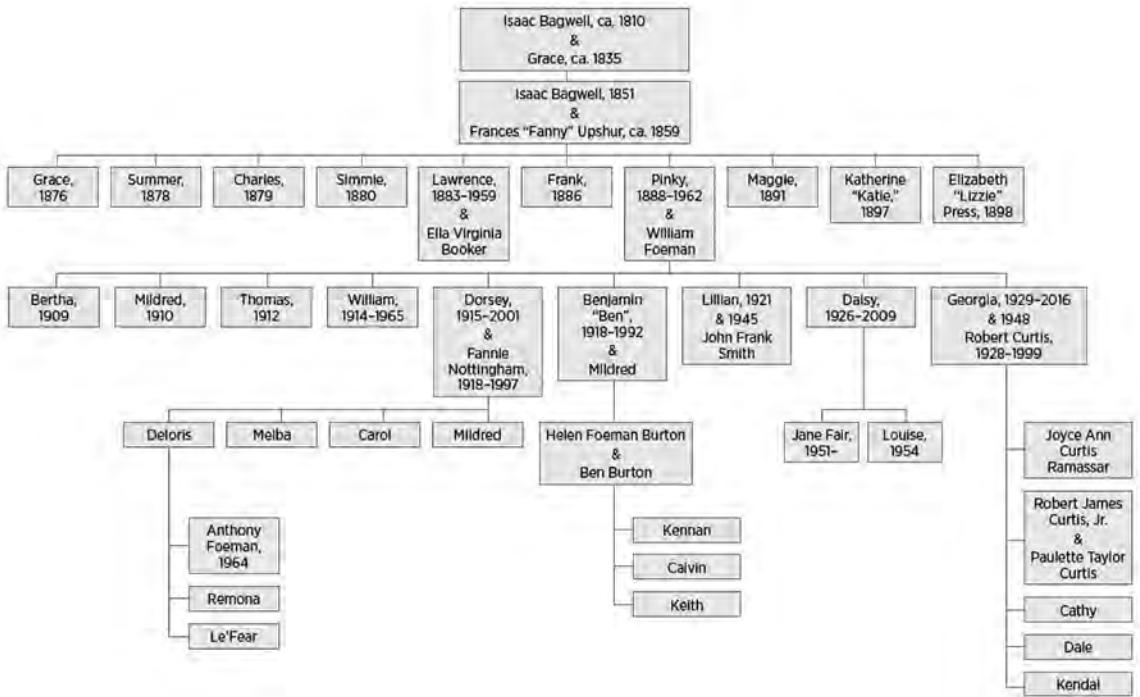 Isaac Bagwell, ca. 1810
&
Grace, ca. 1835
Isaac Bagwell, 1851
&
Frances “Fanny” Upshur, ca. 1859
Grace,
1876
Summer,
1878
Charles,
1879
Simmie,
1880
Lawrence,
1883–1959
&
Ella Virginia
Booker
Frank,
1886
Pinky,
1888–1962
&
William
Foeman
Maggie,
1891
Katherine
“Katie,”
1897
Elizabeth
“Lizzie”
Press, 1898
Bertha,
1909
Mildred,
1910
Thomas,
1912
William,
1914–1965
Dorsey,
1915–2001
&
Fannie
Nottingham,
1918–1997
Benjamin
“Ben”,
1918–1992
&
Mildred
Lillian, 1921
& 1945
John Frank
Smith
Daisy,
1926–2009
Georgia, 1929–2016
& 1948
Robert Curtis,
1928–1999
Deloris
Melba
Carol
Mildred
Helen Foeman Burton
&
Ben Burton
Jane Fair,
1951–
Louise,
1954
Joyce Ann
Curtis
Ramassar
Anthony
Foeman,
1964
Remona
Le’Fear
Kennan
Calvin
Keith
Robert James
Curtis, Jr.
&
Paulette Taylor
Curtis
Cathy
Dale
Kendal